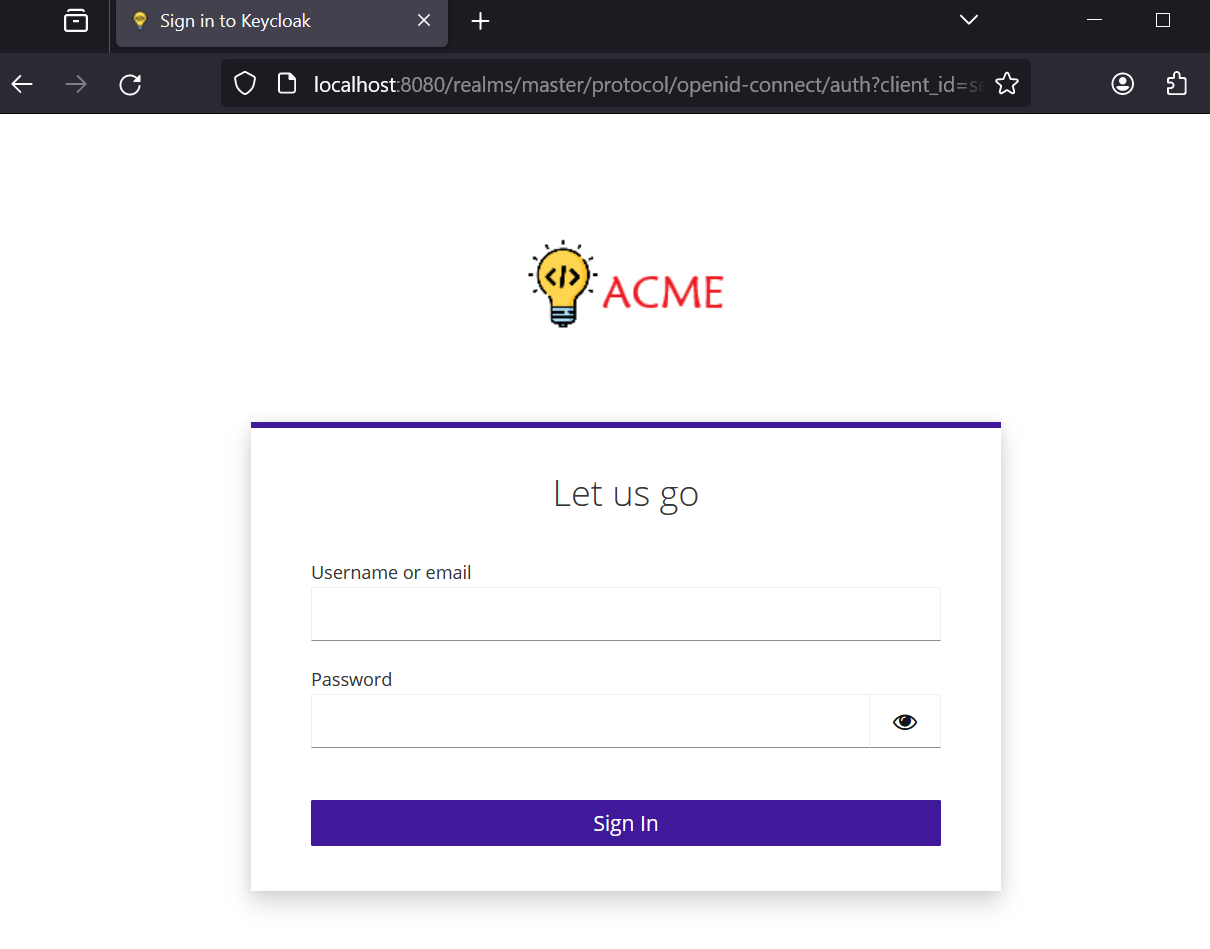 Sign in to Keycloak
localhost:8080/realms/master/protocol/openid-connect/auth?client_id=se
</>
ACME
Let us go
Username or email
Password
Sign In